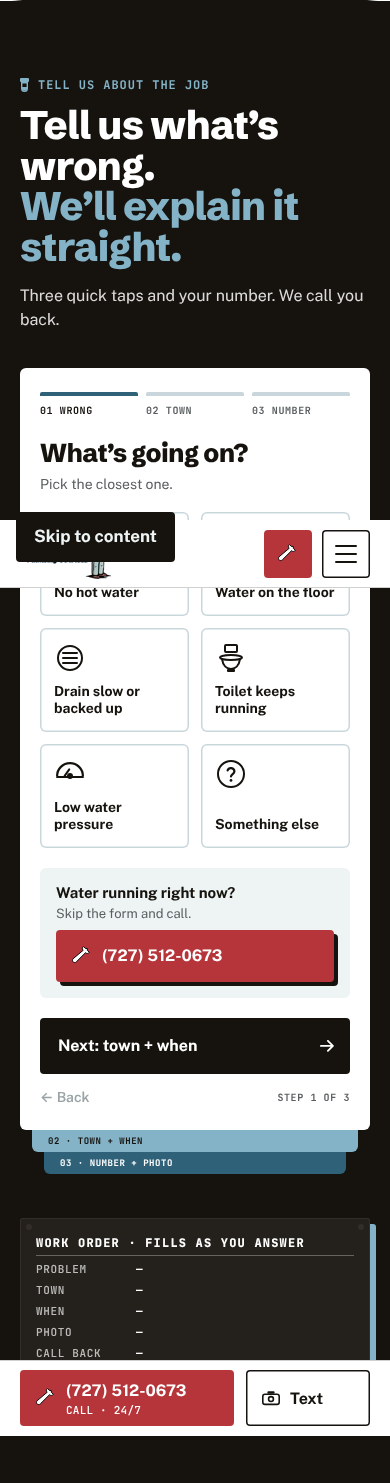 TELL US ABOUT THE JOB
Tell us what’s
wrong.
We’ll explain it
straight.
Three quick taps and your number. We call you
back.
01 WRONG
02 TOWN
03 NUMBER
What’s going on?
Pick the closest one.
Skip to content
No hot water
Water on the floor
Drain slow or
backed up
Toilet keeps
running
Low water
pressure
Something else
Water running right now?
Skip the form and call.
(727) 512-0673
Next: town + when →
← Back
STEP 1 OF 3
02 · TOWN + WHEN
03 · NUMBER + PHOTO
WORK ORDER · FILLS AS YOU ANSWER
PROBLEM –
TOWN –
WHEN –
PHOTO –
CALL BACK –
(727) 512-0673
CALL · 24/7
Text